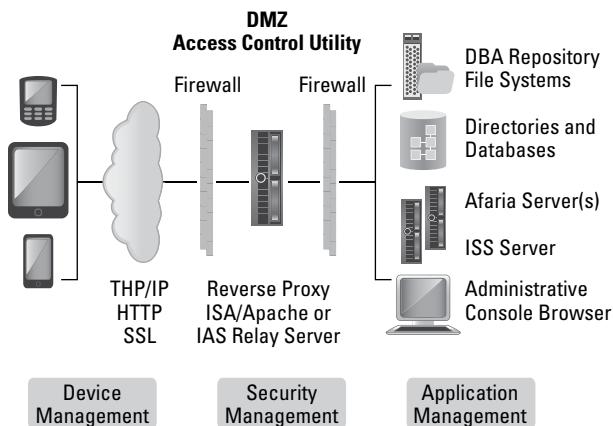 DMZ
Access Control Utility
Firewall
Firewall
DBA Repository
File Systems
Directories and
Databases
Afaria Server(s)
ISS Server
Administrative
Console Browser
THP/IP
HTTP
SSL
Reverse Proxy
ISA/Apache or
IAS Relay Server
Device
Management
Security
Management
Application
Management